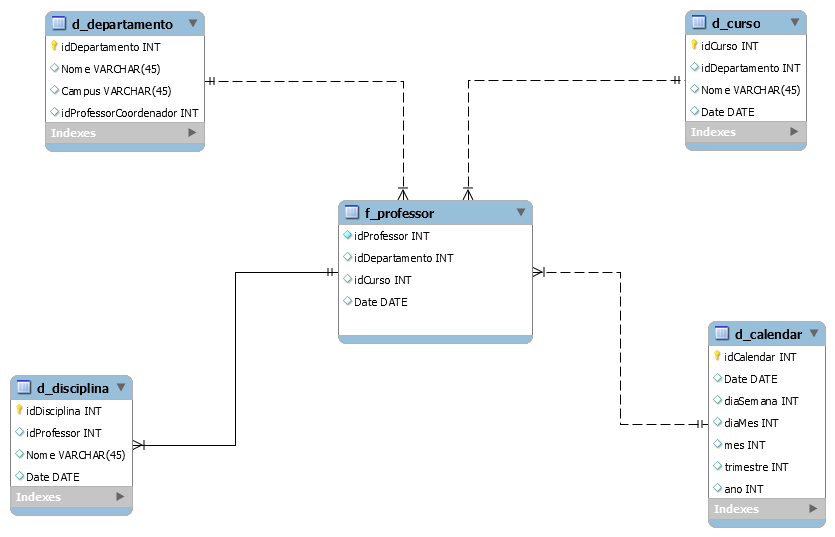 d_departamento
idDepartamento INT
Nome VARCHAR(45)
Campus VARCHAR(45)
idProfessorCoordenador INT
Indexes
d_curso
idCurso INT
idDepartamento INT
Nome VARCHAR(45)
Date DATE
Indexes
f_professor
idProfessor INT
idDepartamento INT
idCurso INT
Date DATE
d_disciplina
idDisciplina INT
idProfessor INT
Nome VARCHAR(45)
Date DATE
Indexes
d_calendar
idCalendar INT
Date DATE
diaSemana INT
diaMes INT
mes INT
trimestre INT
ano INT
Indexes